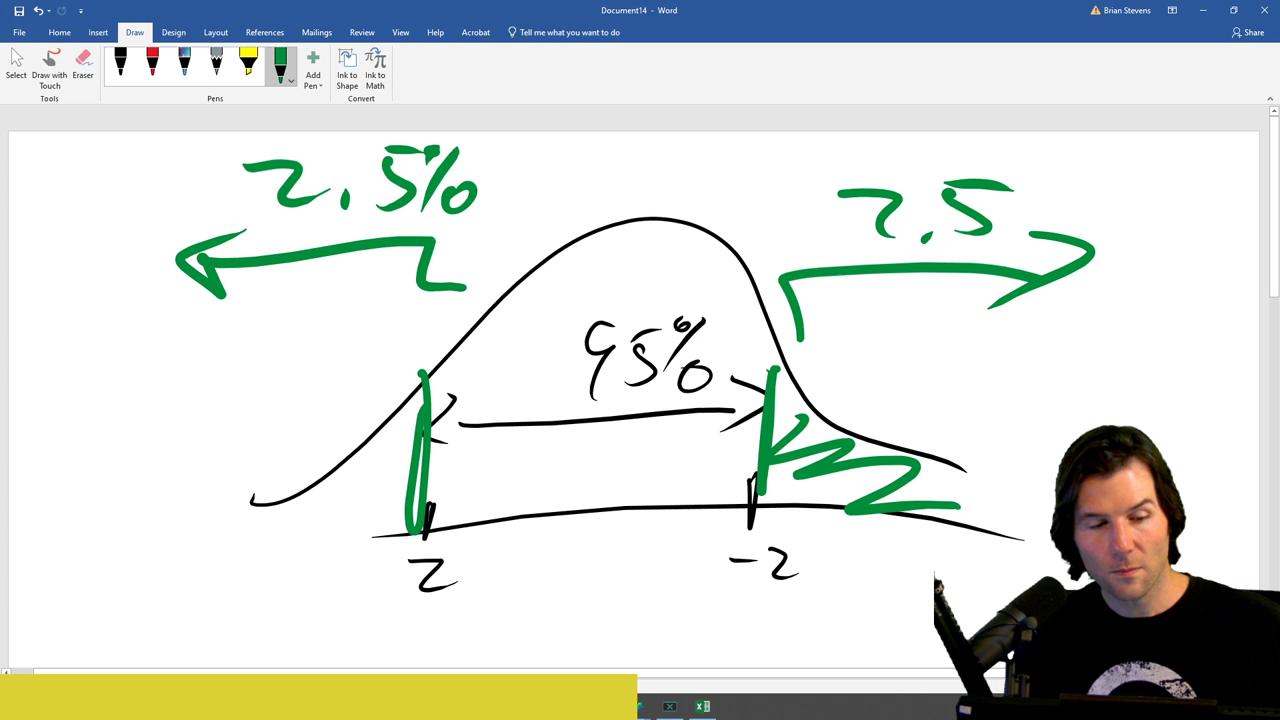 Document14 - Word
Brian Stevens
File Home Insert Draw Design Layout References Mailings Review View Help Acrobat Tell me what you want to do Share
Select Draw with Touch Eraser Add Pen Ink to Shape Ink to Math
Tools Pens Convert
2.5%
2.5
95%
2 -2